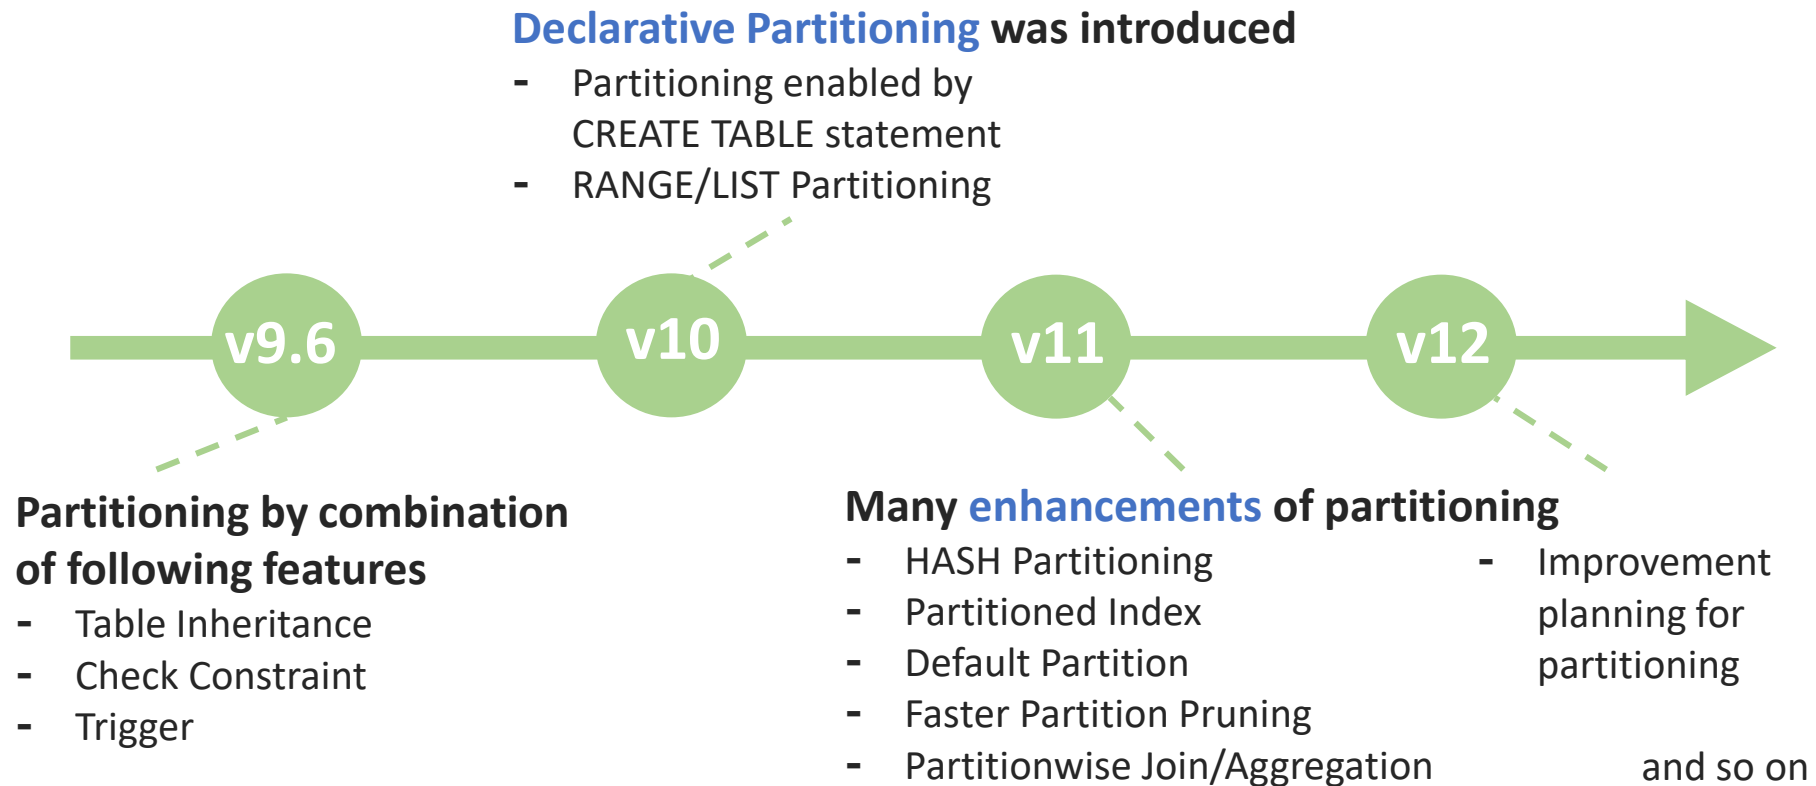 Declarative Partitioning was introduced
- Partitioning enabled by
CREATE TABLE statement
- RANGE/LIST Partitioning
v9.6
v10
v11
v12
Partitioning by combination
of following features
- Table Inheritance
- Check Constraint
- Trigger
Many enhancements of partitioning
- HASH Partitioning
- Partitioned Index
- Default Partition
- Faster Partition Pruning
- Partitionwise Join/Aggregation
- Improvement
planning for
partitioning
and so on